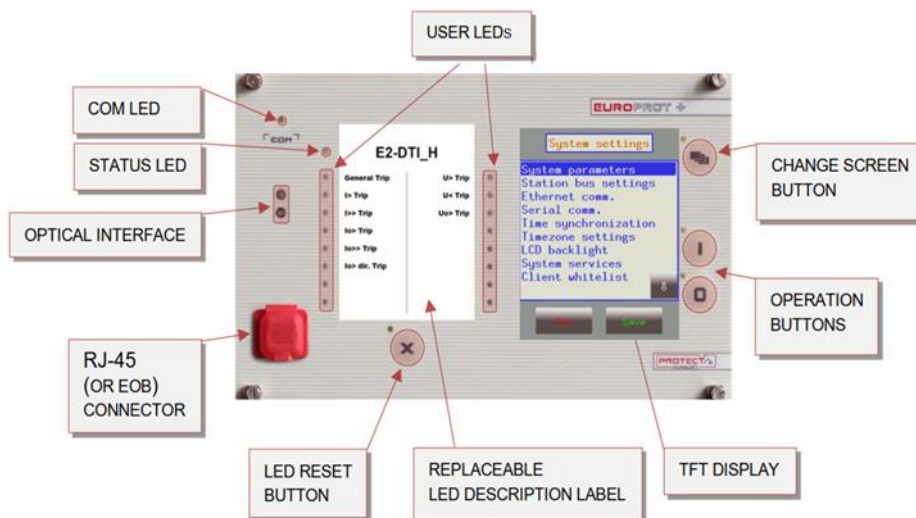 USER LEDs
COM LED
COM
EUROPROT +
STATUS LED
E2-DTI_H
System settings
CHANGE SCREEN
BUTTON
General Trip
I> Trip
I>> Trip
Io> Trip
Io>> Trip
Io> dir. Trip
U> Trip
U< Trip
Uo> Trip
System parameters
Station bus settings
Ethernet comm.
Serial comm.
Time synchronization
Timezone settings
LCD backlight
System services
Client whitelist
OPTICAL INTERFACE
I
O
OPERATION
BUTTONS
Save
RJ-45
(OR EOB)
CONNECTOR
X
PROTECTA
LED RESET
BUTTON
REPLACEABLE
LED DESCRIPTION LABEL
TFT DISPLAY